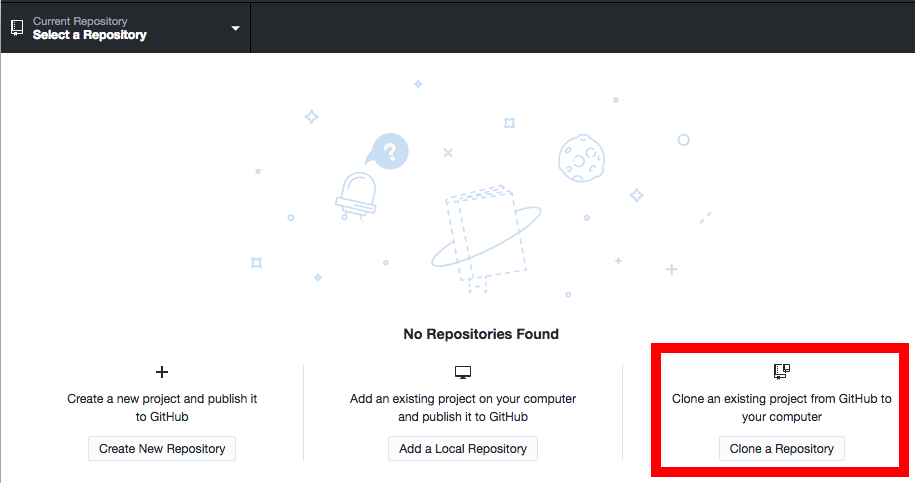 Current Repository
Select a Repository
?
No Repositories Found
Create a new project and publish it
to GitHub
Create New Repository
Add an existing project on your computer
and publish it to GitHub
Add a Local Repository
Clone an existing project from GitHub to
your computer
Clone a Repository